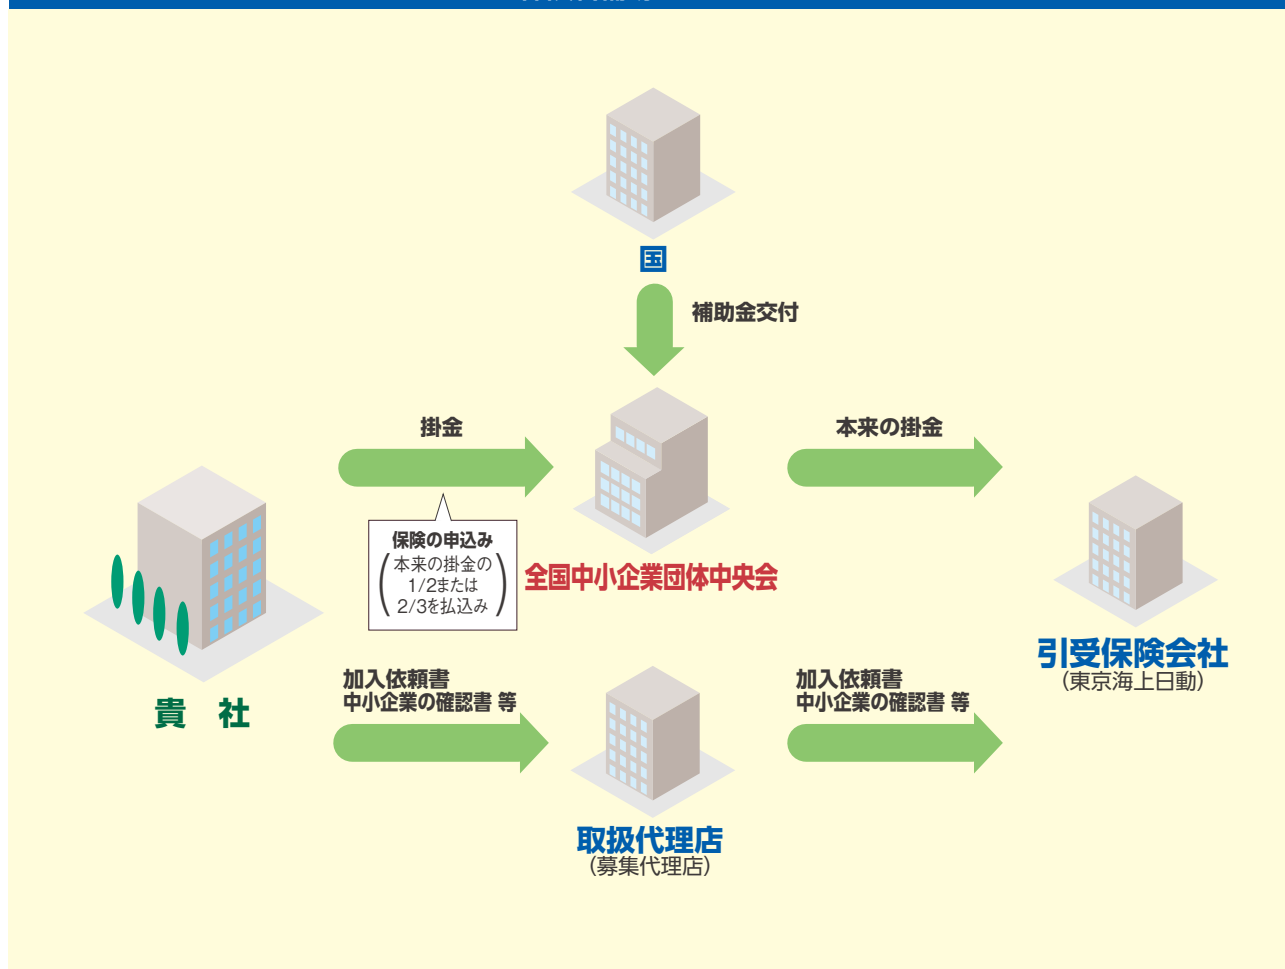 国
補助金交付
掛金
本来の掛金
保険の申込み
(本来の掛金の
1/2または
2/3を払込み)
全国中小企業団体中央会
引受保険会社
(東京海上日動)
貴 社
加入依頼書
中小企業の確認書 等
加入依頼書
中小企業の確認書 等
取扱代理店
(募集代理店)